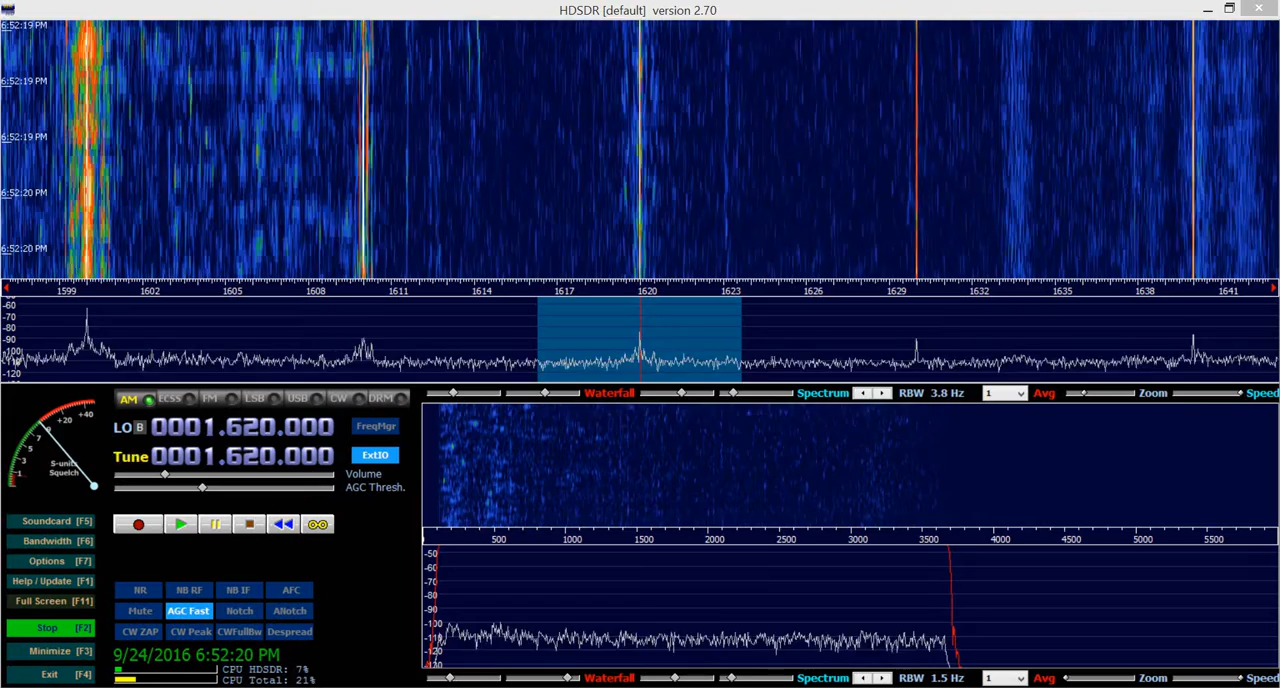 HDSDR [default] version 2.70
6:52:19 PM
6:52:19 PM
6:52:19 PM
6:52:20 PM
6:52:20 PM
1599 1602 1605 1608 1611 1614 1617 1620 1623 1626 1629 1632 1635 1638 1641
-60
-70
-80
-90
-100
-110
-120
Waterfall Spectrum RBW 3.8 Hz 1 Avg Zoom Speed
AM ECSS FM LSB USB CW DRM
+40
+20
9
7
5
3
1
S-units
Squelch
LO B 0001.620.000 FreqMgr
Tune 0001.620.000 ExtIO
Volume
AGC Thresh.
Soundcard [F5]
Bandwidth [F6]
Options [F7]
Help / Update [F1]
Full Screen [F11]
Stop [F2]
Minimize [F3]
Exit [F4]
NR NB RF NB IF AFC
Mute AGC Fast Notch ANotch
CW ZAP CW Peak CWFullBw Despread
9/24/2016 6:52:20 PM
CPU HDSDR: 7%
CPU Total: 21%
500 1000 1500 2000 2500 3000 3500 4000 4500 5000 5500
-50
-60
-70
-80
-90
-100
-110
-120
-130
Waterfall Spectrum RBW 1.5 Hz 1 Avg Zoom Speed